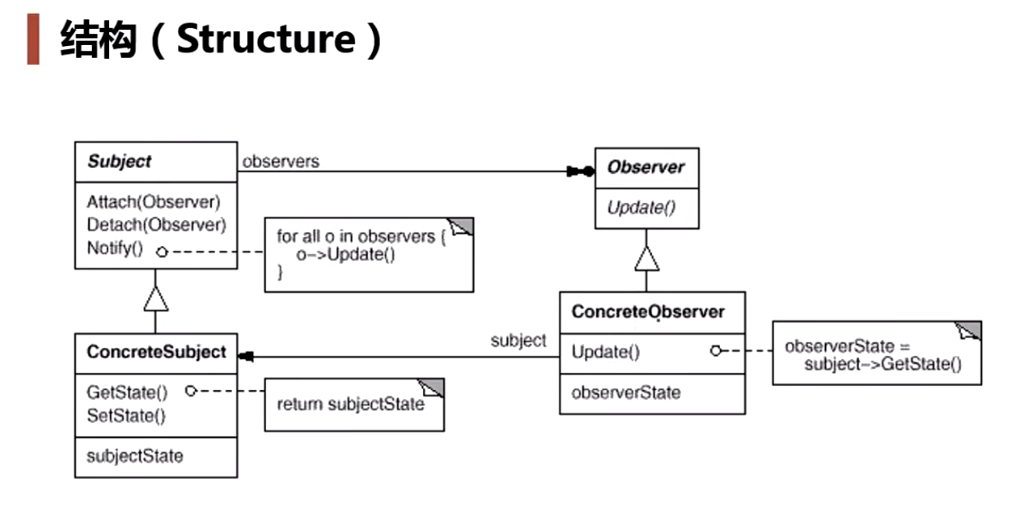 结构（Structure）
Subject
Attach(Observer)
Detach(Observer)
Notify()
observers
Observer
Update()
for all o in observers {
o->Update()
}
ConcreteSubject
GetState()
SetState()
subjectState
return subjectState
subject
ConcreteObserver
Update()
observerState
observerState =
subject->GetState()